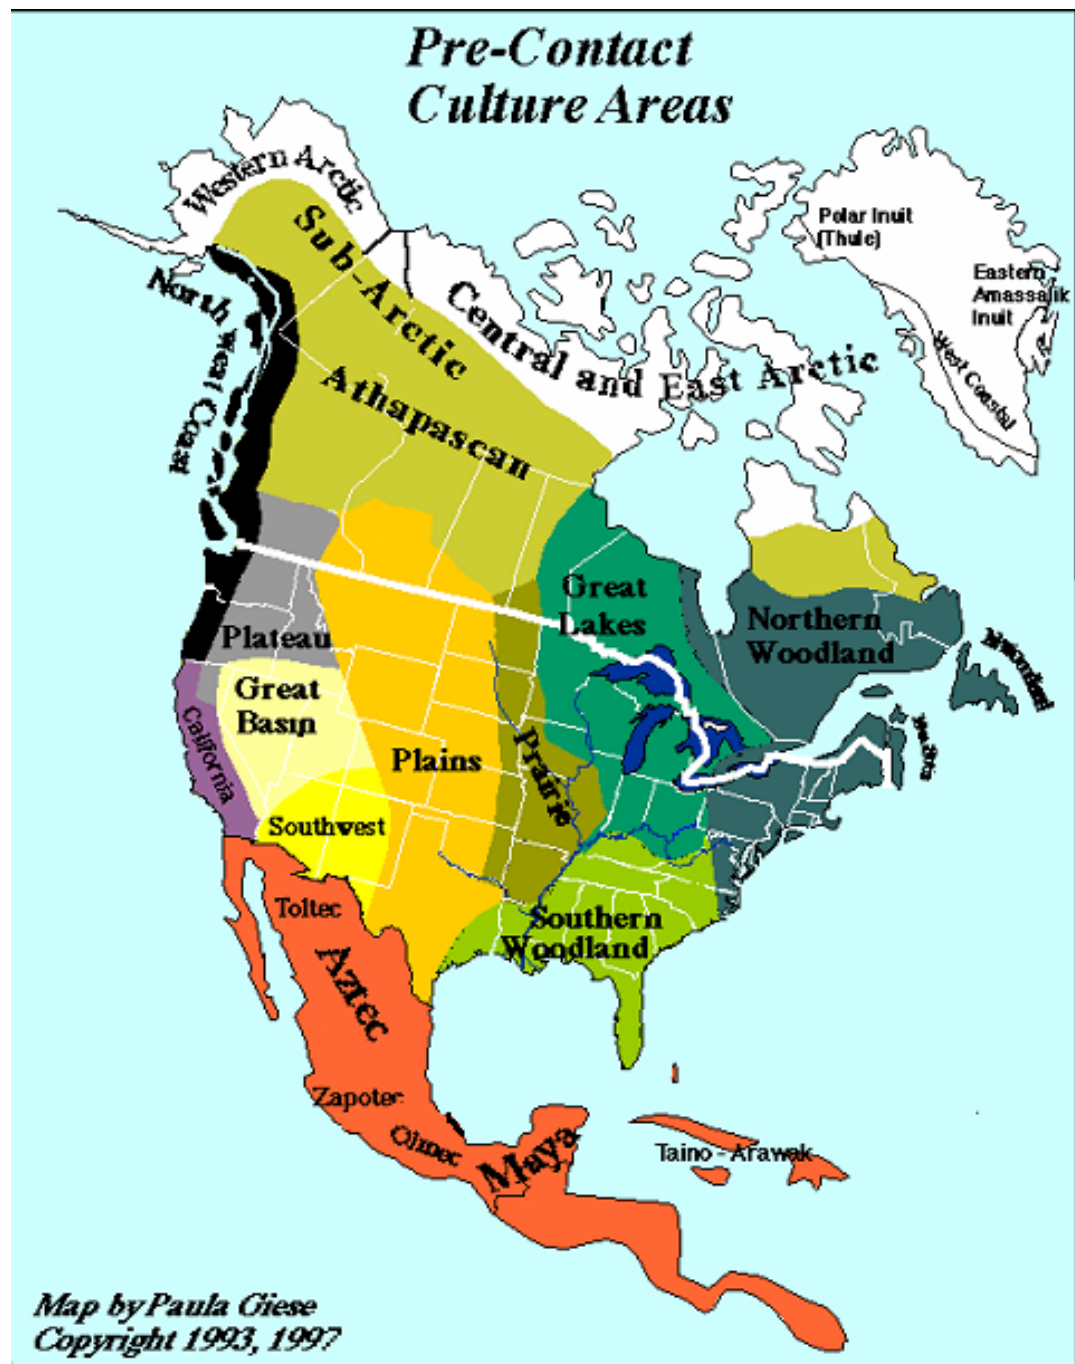 Pre-Contact
Culture Areas
Western Arctic
Sub-Arctic
Athapascan
Central and East Arctic
Polar Inuit
(Thule)
Eastern
Amassalik
Inuit
West Coastal
North West Coast
Great
Lakes
Northern
Woodland
Plateau
Great
Basin
California
Plains
Prairie
Southwest
Southern
Woodland
Toltec
Aztec
Zapotec
Olmec
Maya
Taino - Arawak
Map by Paula Giese
Copyright 1993, 1997